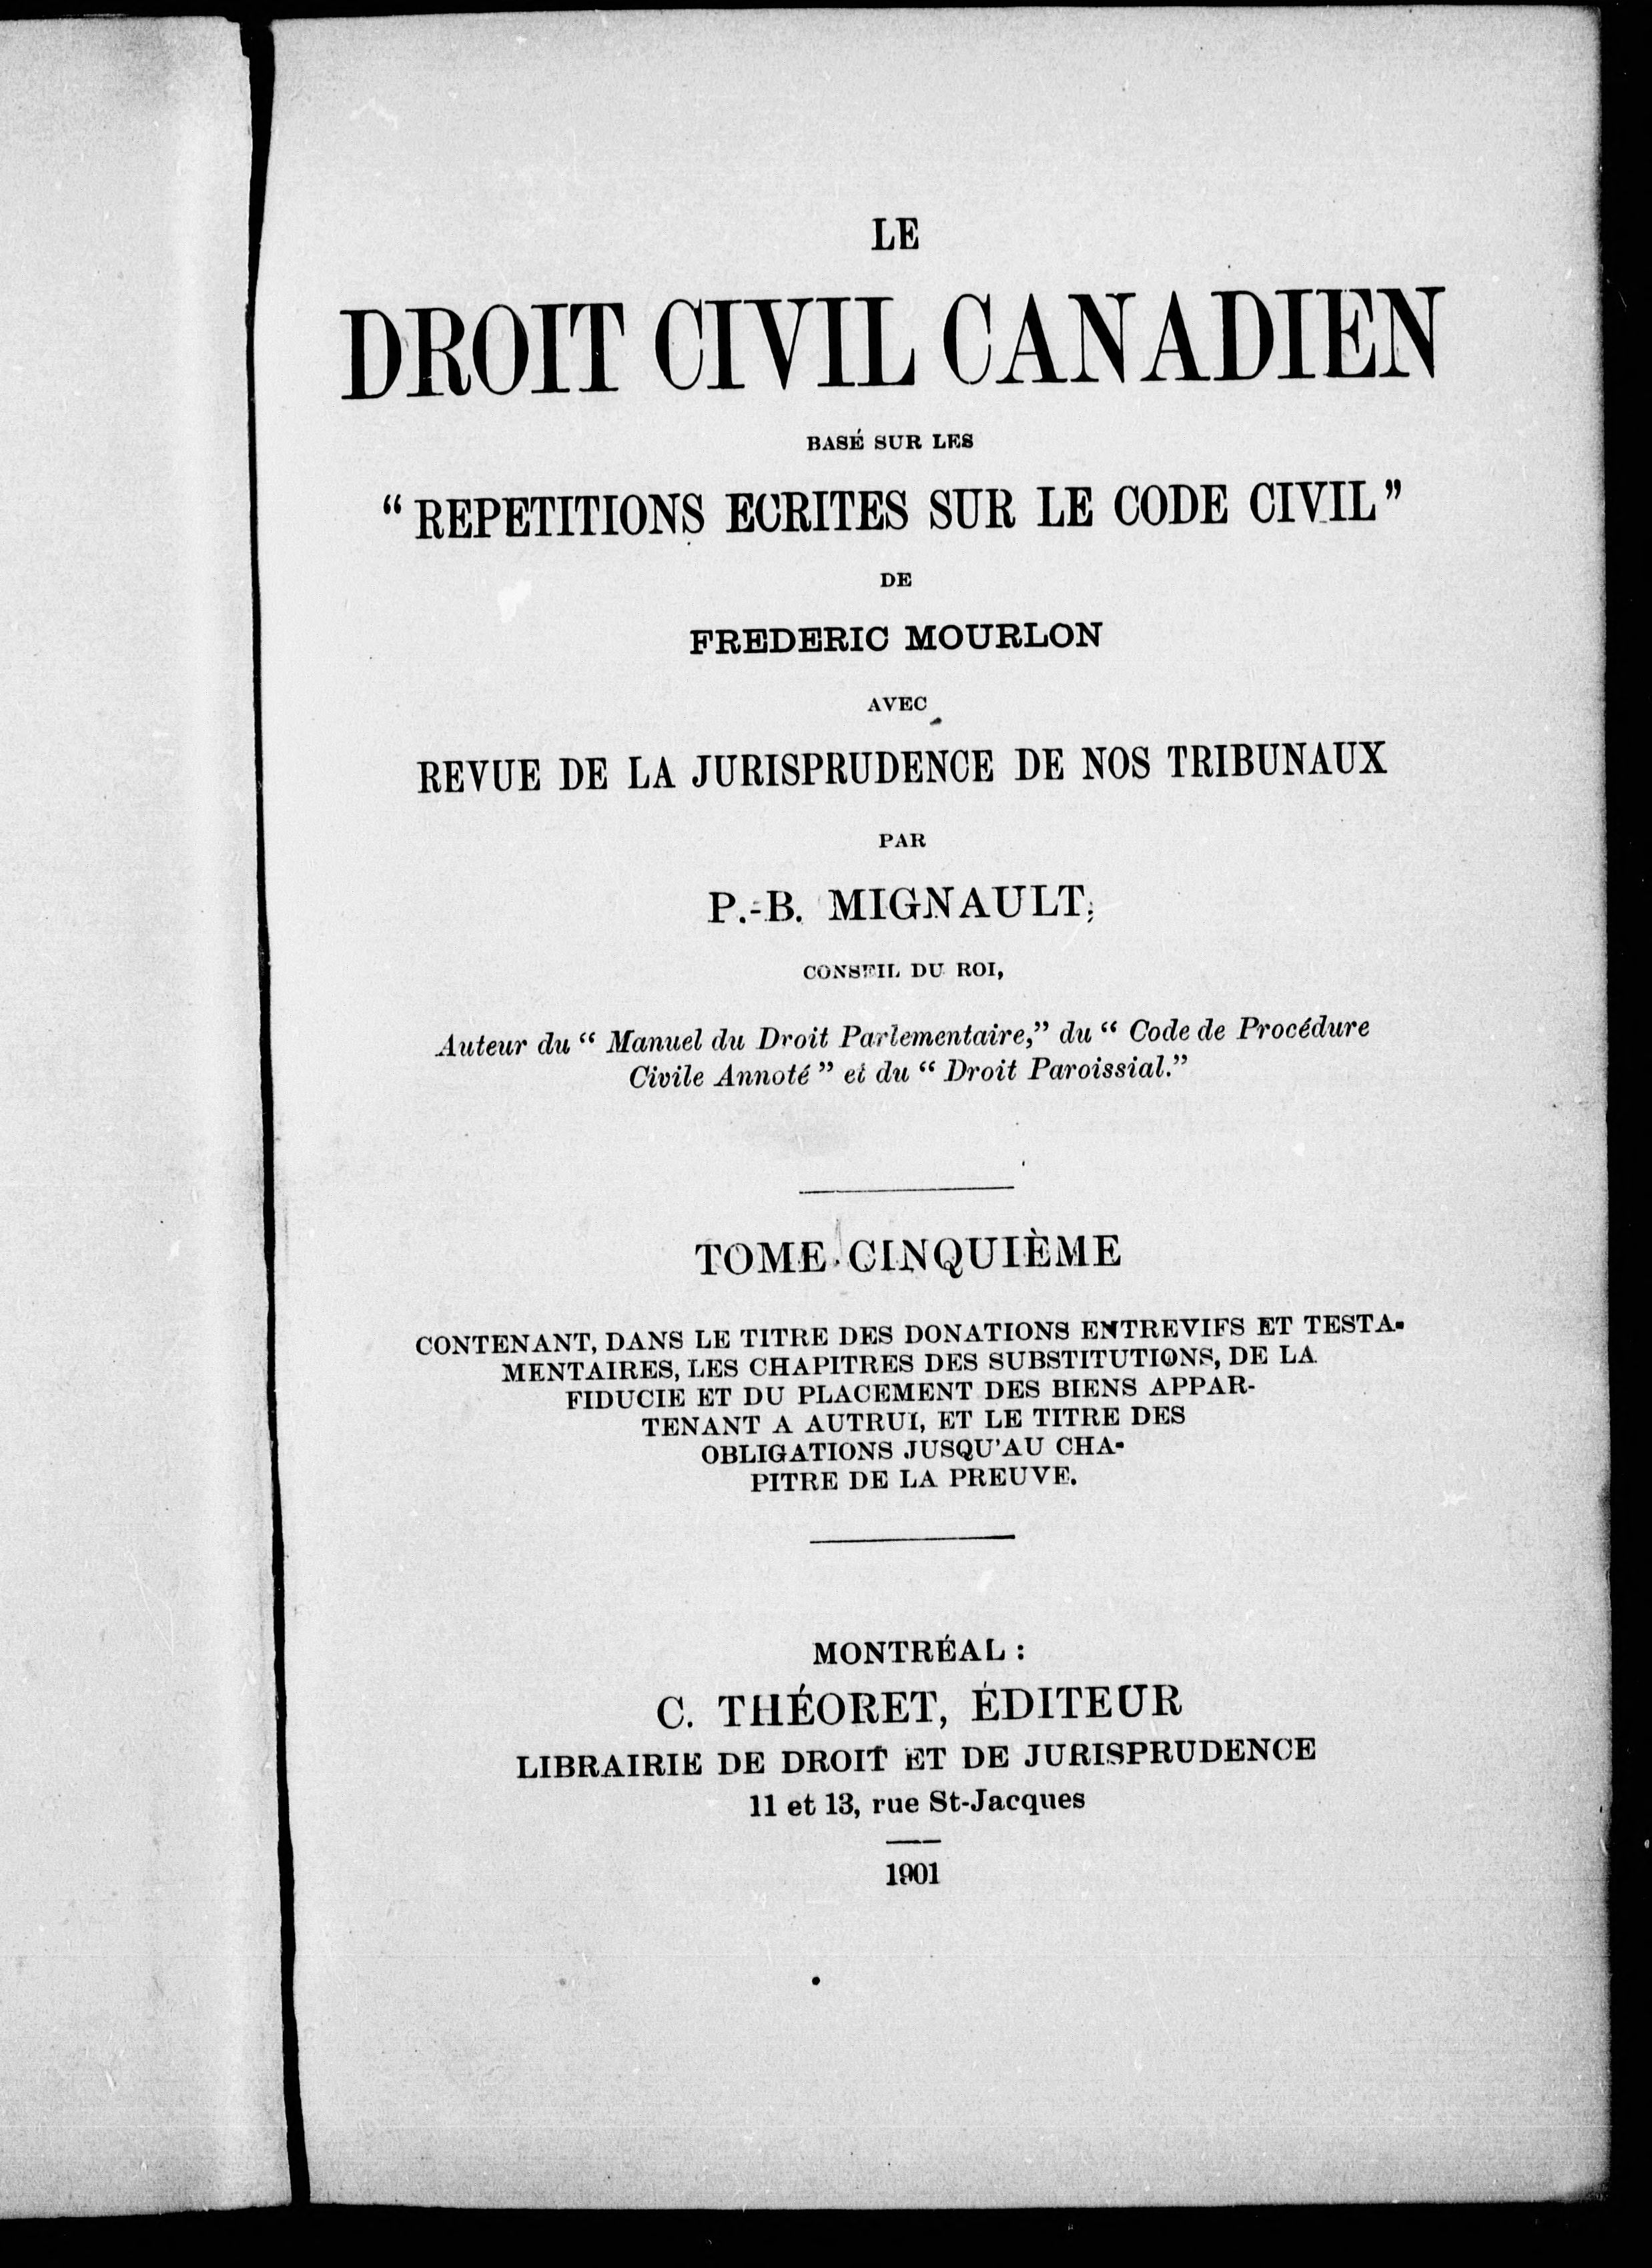 LE
DROIT CIVIL CANADIEN
BASÉ SUR LES
“ REPETITIONS ECRITES SUR LE CODE CIVIL ”
DE
FREDERIC MOURLON
AVEC
REVUE DE LA JURISPRUDENCE DE NOS TRIBUNAUX
PAR
P.-B. MIGNAULT,
CONSEIL DU ROI,
Auteur du “ Manuel du Droit Parlementaire,” du “ Code de Procédure
Civile Annoté ” et du “ Droit Paroissial.”
TOME CINQUIÈME
CONTENANT, DANS LE TITRE DES DONATIONS ENTREVIFS ET TESTA-
MENTAIRES, LES CHAPITRES DES SUBSTITUTIONS, DE LA
FIDUCIE ET DU PLACEMENT DES BIENS APPAR-
TENANT A AUTRUI, ET LE TITRE DES
OBLIGATIONS JUSQU’AU CHA-
PITRE DE LA PREUVE.
MONTRÉAL :
C. THÉORET, ÉDITEUR
LIBRAIRIE DE DROIT ET DE JURISPRUDENCE
11 et 13, rue St-Jacques
1901